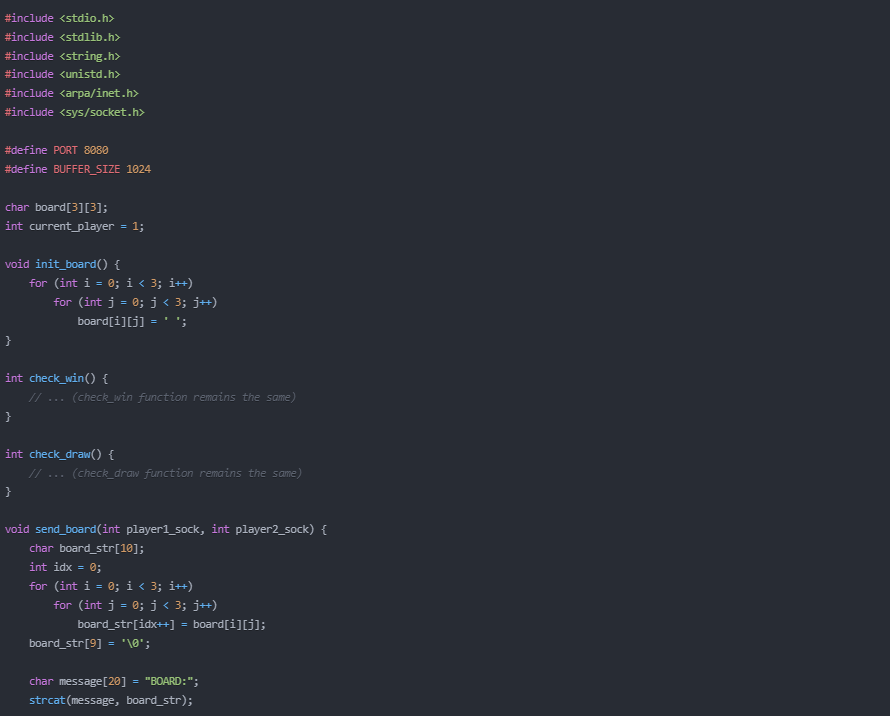 #include <stdio.h>
#include <stdlib.h>
#include <string.h>
#include <unistd.h>
#include <arpa/inet.h>
#include <sys/socket.h>

#define PORT 8080
#define BUFFER_SIZE 1024

char board[3][3];
int current_player = 1;

void init_board() {
    for (int i = 0; i < 3; i++)
        for (int j = 0; j < 3; j++)
            board[i][j] = ' ';
}

int check_win() {
    // ... (check_win function remains the same)
}

int check_draw() {
    // ... (check_draw function remains the same)
}

void send_board(int player1_sock, int player2_sock) {
    char board_str[10];
    int idx = 0;
    for (int i = 0; i < 3; i++)
        for (int j = 0; j < 3; j++)
            board_str[idx++] = board[i][j];
    board_str[9] = '\0';

    char message[20] = "BOARD:";
    strcat(message, board_str);